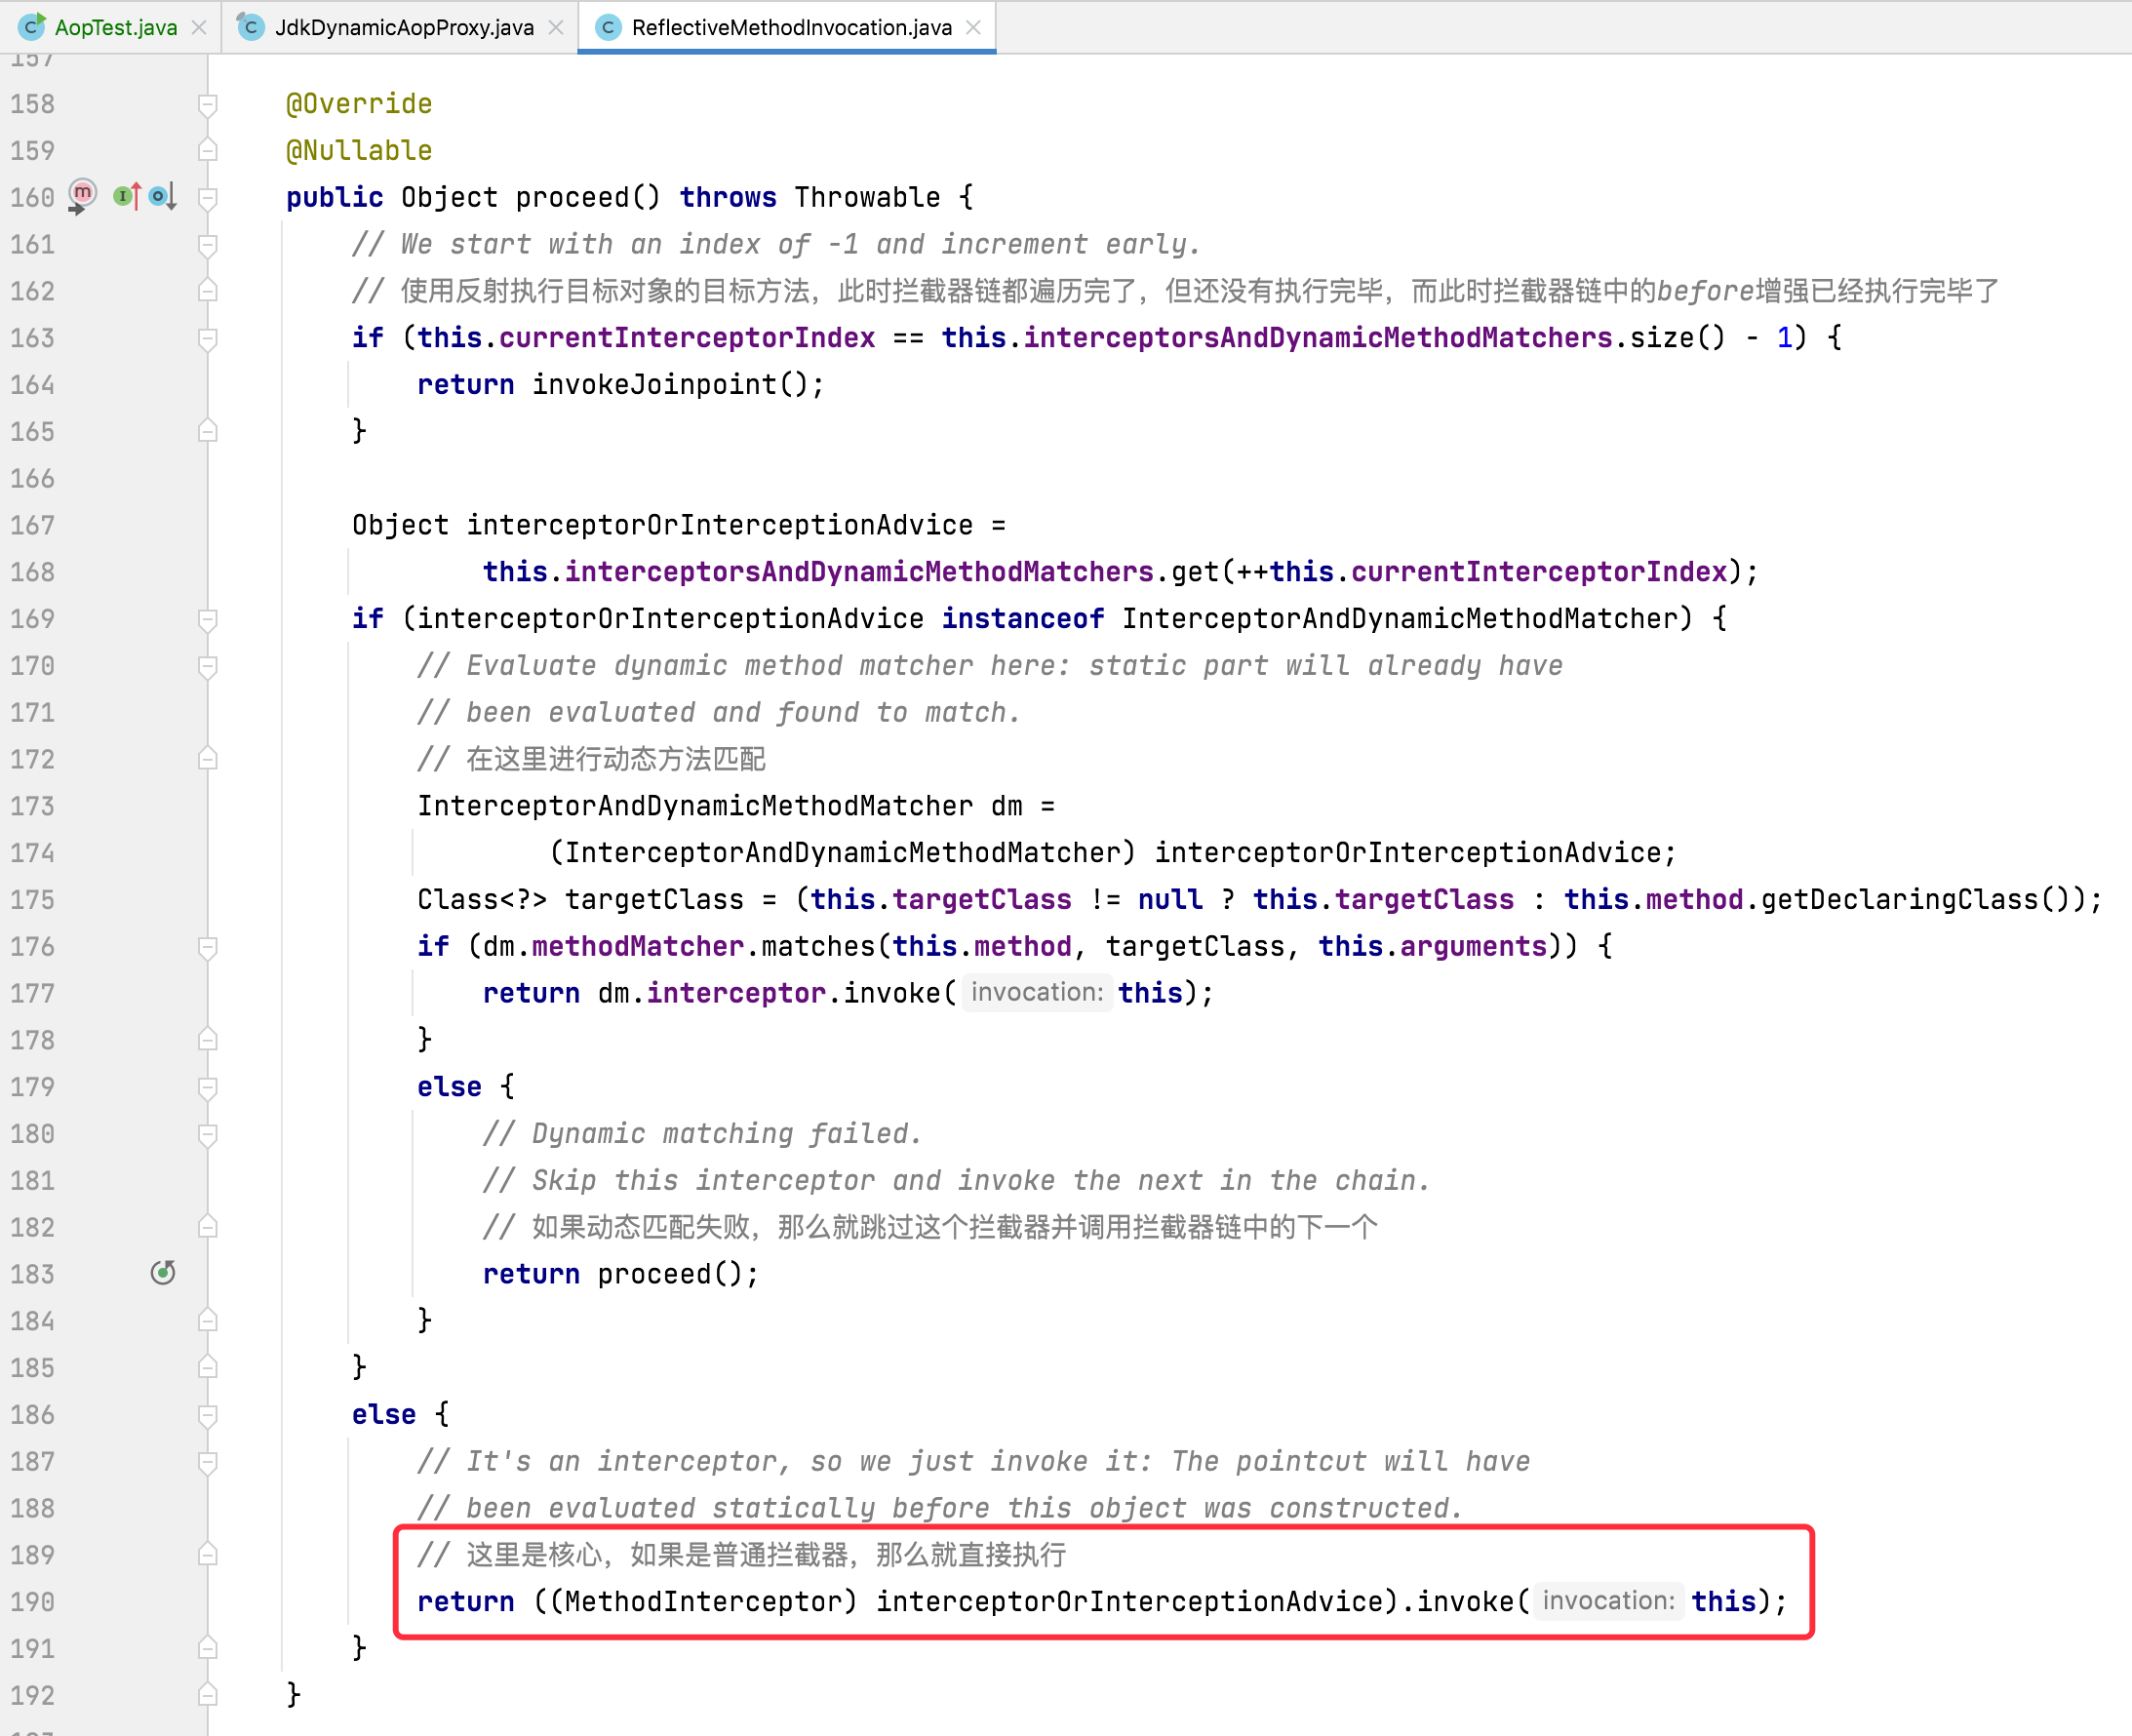 AopTest.java JdkDynamicAopProxy.java ReflectiveMethodInvocation.java
157
158 @Override
159 @Nullable
160 public Object proceed() throws Throwable {
161 // We start with an index of -1 and increment early.
162 // 使用反射执行目标对象的目标方法，此时拦截器链都遍历完了，但还没有执行完毕，而此时拦截器链中的before增强已经执行完毕了
163 if (this.currentInterceptorIndex == this.interceptorsAndDynamicMethodMatchers.size() - 1) {
164 return invokeJoinpoint();
165 }
166
167 Object interceptorOrInterceptionAdvice =
168 this.interceptorsAndDynamicMethodMatchers.get(++this.currentInterceptorIndex);
169 if (interceptorOrInterceptionAdvice instanceof InterceptorAndDynamicMethodMatcher) {
170 // Evaluate dynamic method matcher here: static part will already have
171 // been evaluated and found to match.
172 // 在这里进行动态方法匹配
173 InterceptorAndDynamicMethodMatcher dm =
174 (InterceptorAndDynamicMethodMatcher) interceptorOrInterceptionAdvice;
175 Class<?> targetClass = (this.targetClass != null ? this.targetClass : this.method.getDeclaringClass());
176 if (dm.methodMatcher.matches(this.method, targetClass, this.arguments)) {
177 return dm.interceptor.invoke( invocation: this);
178 }
179 else {
180 // Dynamic matching failed.
181 // Skip this interceptor and invoke the next in the chain.
182 // 如果动态匹配失败，那么就跳过这个拦截器并调用拦截器链中的下一个
183 return proceed();
184 }
185 }
186 else {
187 // It's an interceptor, so we just invoke it: The pointcut will have
188 // been evaluated statically before this object was constructed.
189 // 这里是核心，如果是普通拦截器，那么就直接执行
190 return ((MethodInterceptor) interceptorOrInterceptionAdvice).invoke( invocation: this);
191 }
192 }